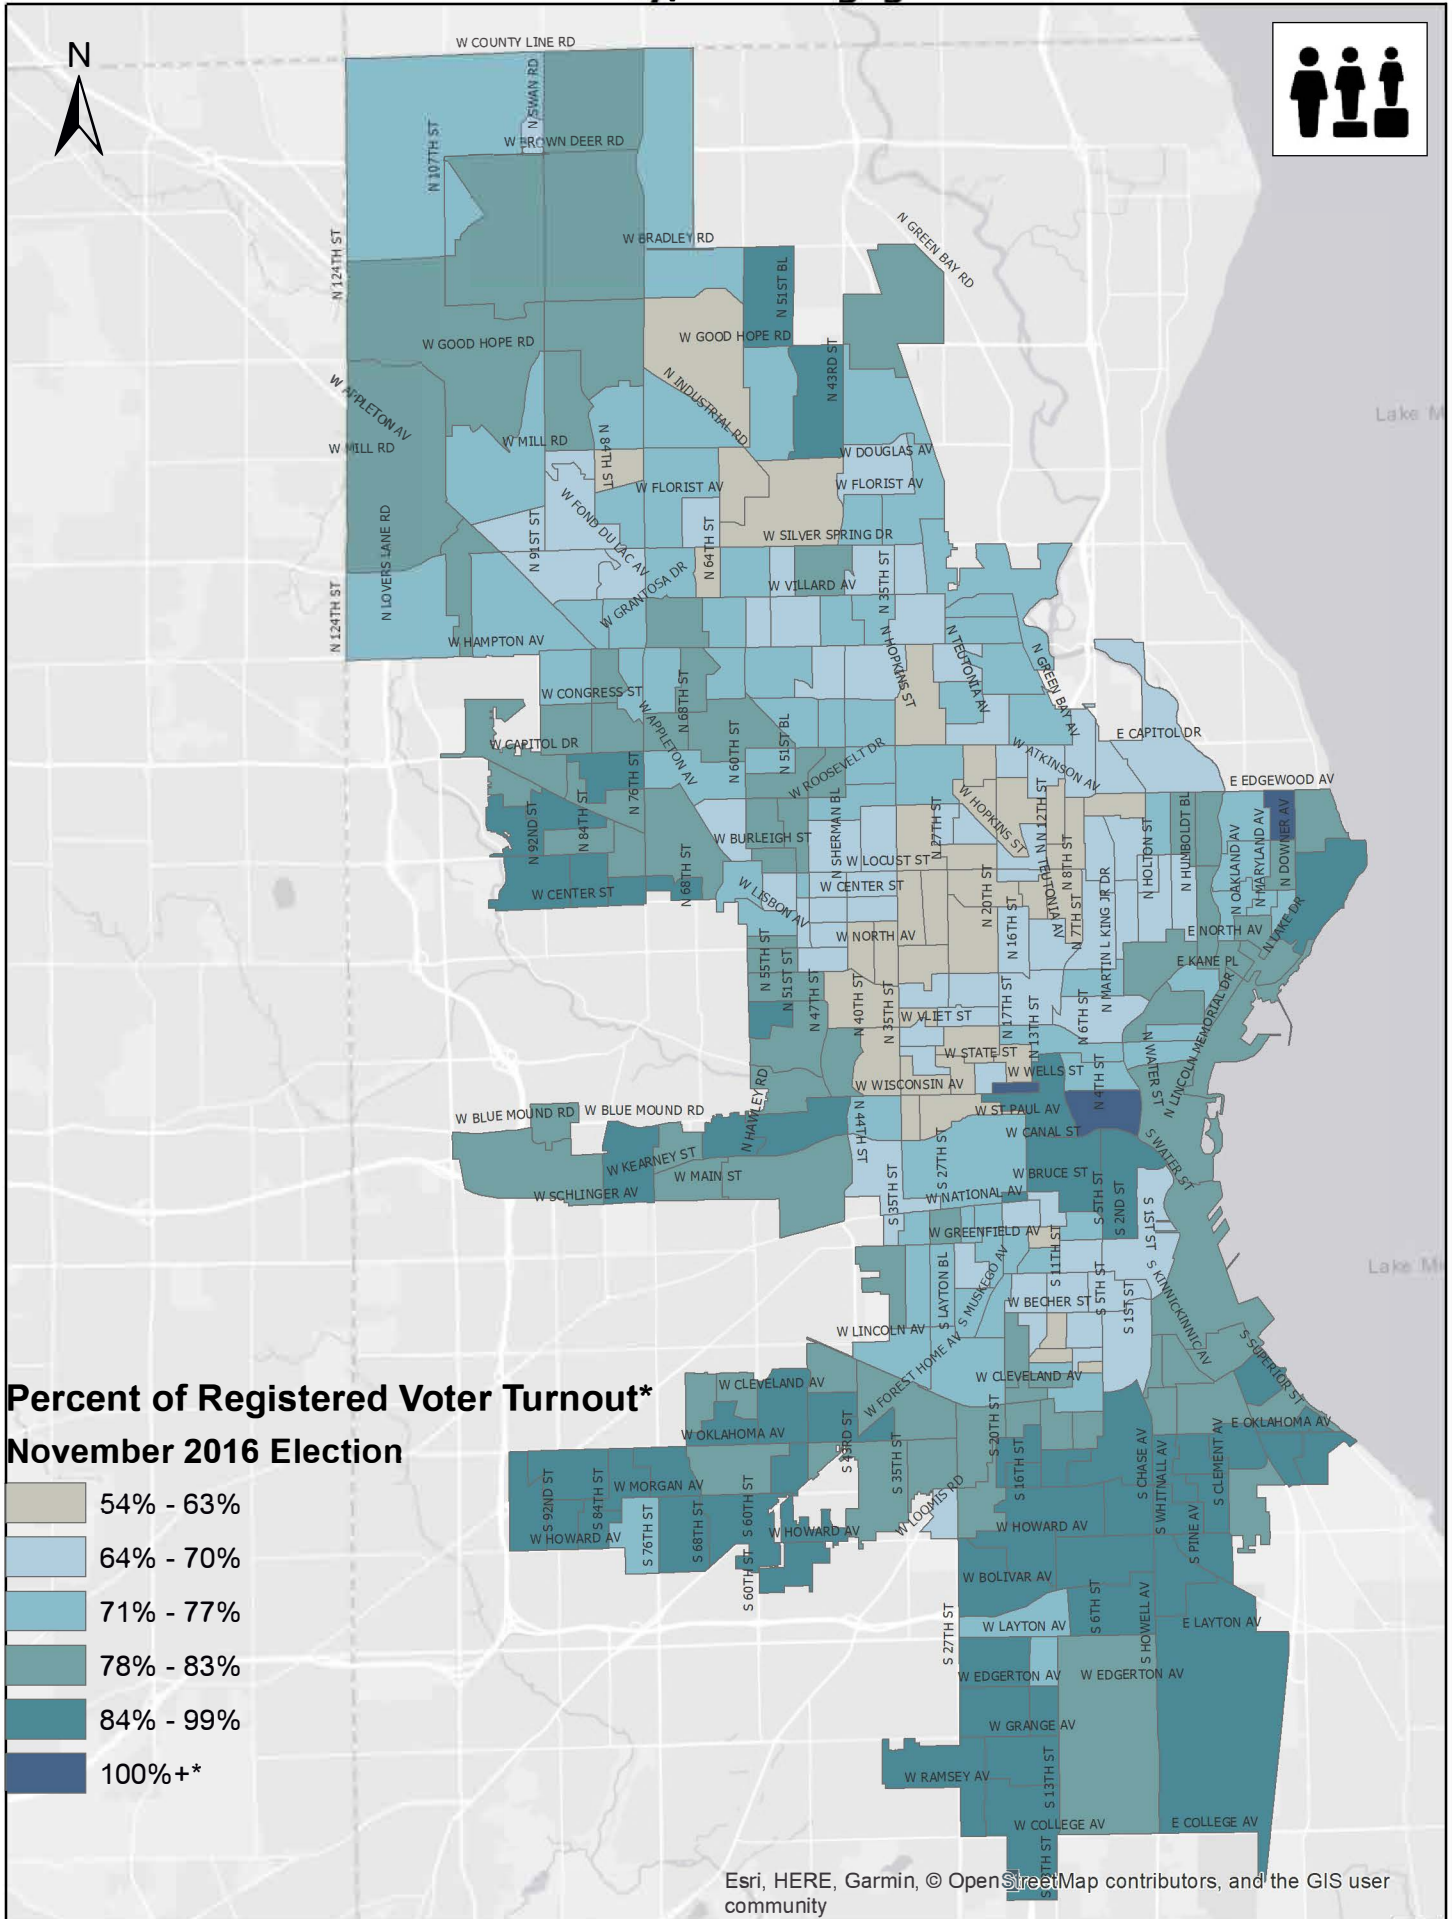 W COUNTY LINE RD
N
N SWAN RD
W BROWN DEER RD
N 107TH ST
N GREEN BAY RD
W BRADLEY RD
N 124TH ST
N 51ST BL
W GOOD HOPE RD
W GOOD HOPE RD
N 43RD ST
N INDUSTRIAL RD
W APPLETON AV
W MILL RD
W MILL RD
N 84TH ST
W DOUGLAS AV
W FLORIST AV
W FLORIST AV
W FOND DU LAC AV
N LOVERS LANE RD
N 91ST ST
N 64TH ST
W SILVER SPRING DR
N 35TH ST
W VILLARD AV
W GRANTOSA DR
N 124TH ST
W HAMPTON AV
N HOPKINS ST
N TEUTONIA AV
N GREEN BAY AV
W CONGRESS ST
N 68TH ST
W APPLETON AV
N 60TH ST
N 51ST BL
W CAPITOL DR
E CAPITOL DR
W ATKINSON AV
W ROOSEVELT DR
N 76TH ST
E EDGEWOOD AV
N 92ND ST
N 84TH ST
W BURLEIGH ST
N SHERMAN BL
N 27TH ST
W HOPKINS ST
N 12TH ST
N TEUTONIA AV
N 8TH ST
N HOLTON ST
N HUMBOLDT BL
N OAKLAND AV
N MARYLAND AV
N DOWNER AV
W LOCUST ST
W CENTER ST
W CENTER ST
N 68TH ST
W LISBON AV
N 20TH ST
N 16TH ST
N 7TH ST
N MARTIN L KING JR DR
W NORTH AV
E NORTH AV
N LAKE DR
E KANE PL
N 55TH ST
N 51ST ST
N 47TH ST
N 40TH ST
N 35TH ST
W VLIET ST
N 17TH ST
N 13TH ST
N 6TH ST
N LINCOLN MEMORIAL DR
W STATE ST
W WELLS ST
N 4TH ST
N WATER ST
W WISCONSIN AV
N HAWLEY RD
W BLUE MOUND RD
W BLUE MOUND RD
N 44TH ST
W ST PAUL AV
W CANAL ST
S WATER ST
W KEARNEY ST
W MAIN ST
W SCHLINGER AV
S 27TH ST
W BRUCE ST
S 35TH ST
W NATIONAL AV
S 5TH ST
S 2ND ST
S 1ST ST
W GREENFIELD AV
S 11TH ST
S LAYTON BL
S MUSKEGO AV
W BECHER ST
S 5TH ST
S 1ST ST
S KINNICKINNIC AV
W LINCOLN AV
W FOREST HOME AV
S SUPERIOR ST
W CLEVELAND AV
W CLEVELAND AV
W OKLAHOMA AV
E OKLAHOMA AV
S 43RD ST
S 35TH ST
S 20TH ST
S 16TH ST
S CHASE AV
S WHITNALL AV
S CLEMENT AV
S 92ND ST
S 84TH ST
W MORGAN AV
S 76TH ST
S 68TH ST
S 60TH ST
W LOOMIS RD
W HOWARD AV
W HOWARD AV
W HOWARD AV
S PINE AV
S 60TH ST
W BOLIVAR AV
S 27TH ST
S 6TH ST
S HOWELL AV
W LAYTON AV
E LAYTON AV
W EDGERTON AV
W EDGERTON AV
W GRANGE AV
W RAMSEY AV
S 13TH ST
W COLLEGE AV
E COLLEGE AV
Lake M
Lake Mi
Percent of Registered Voter Turnout*
November 2016 Election
54% - 63%
64% - 70%
71% - 77%
78% - 83%
84% - 99%
100%+*
Esri, HERE, Garmin, © OpenStreetMap contributors, and the GIS user
community